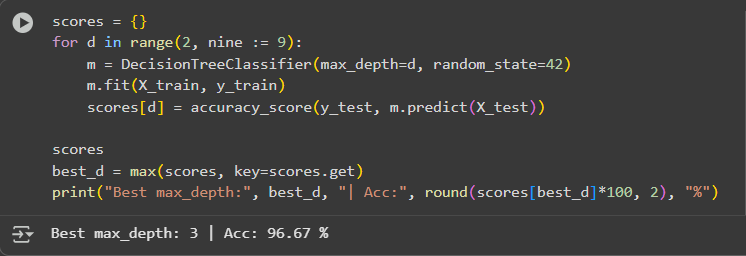 scores = {}
for d in range(2, nine := 9):
    m = DecisionTreeClassifier(max_depth=d, random_state=42)
    m.fit(X_train, y_train)
    scores[d] = accuracy_score(y_test, m.predict(X_test))

scores
best_d = max(scores, key=scores.get)
print("Best max_depth:", best_d, "| Acc:", round(scores[best_d]*100, 2), "%")
Best max_depth: 3 | Acc: 96.67 %